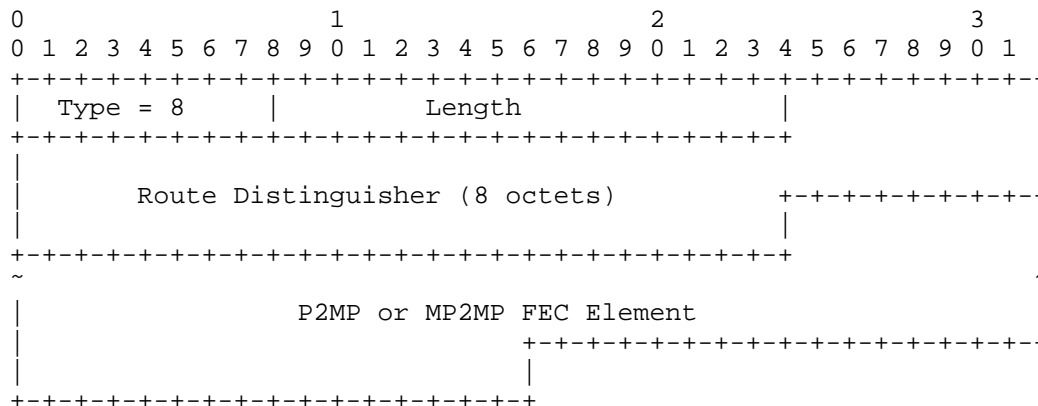 0                   1                   2                   3
0 1 2 3 4 5 6 7 8 9 0 1 2 3 4 5 6 7 8 9 0 1 2 3 4 5 6 7 8 9 0 1
+-+-+-+-+-+-+-+-+-+-+-+-+-+-+-+-+-+-+-+-+-+-+-+-+-+-+-+-+-+-+-+-
|  Type = 8     |         Length                |
+-+-+-+-+-+-+-+-+-+-+-+-+-+-+-+-+-+-+-+-+-+-+-+-+
|
|       Route Distinguisher (8 octets)          +-+-+-+-+-+-+-+-+-
|                                               |
+-+-+-+-+-+-+-+-+-+-+-+-+-+-+-+-+-+-+-+-+-+-+-+-+
~                                                               ~
|                 P2MP or MP2MP FEC Element
|                               +-+-+-+-+-+-+-+-+-+-+-+-+-+-+-+-+-
|                               |
+-+-+-+-+-+-+-+-+-+-+-+-+-+-+-+-+